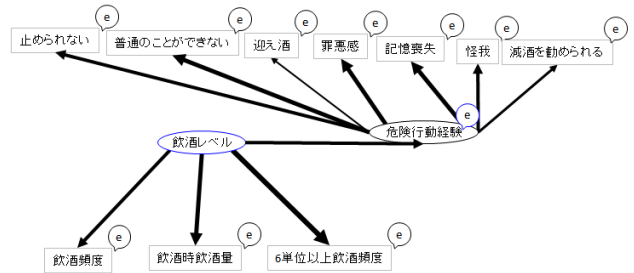 e
e
e
e
e
e
e
止められない
普通のことができない
迎え酒
罪悪感
記憶喪失
怪我
減酒を勧められる
e
危険行動経験
飲酒レベル
e
e
e
飲酒頻度
飲酒時飲酒量
6単位以上飲酒頻度